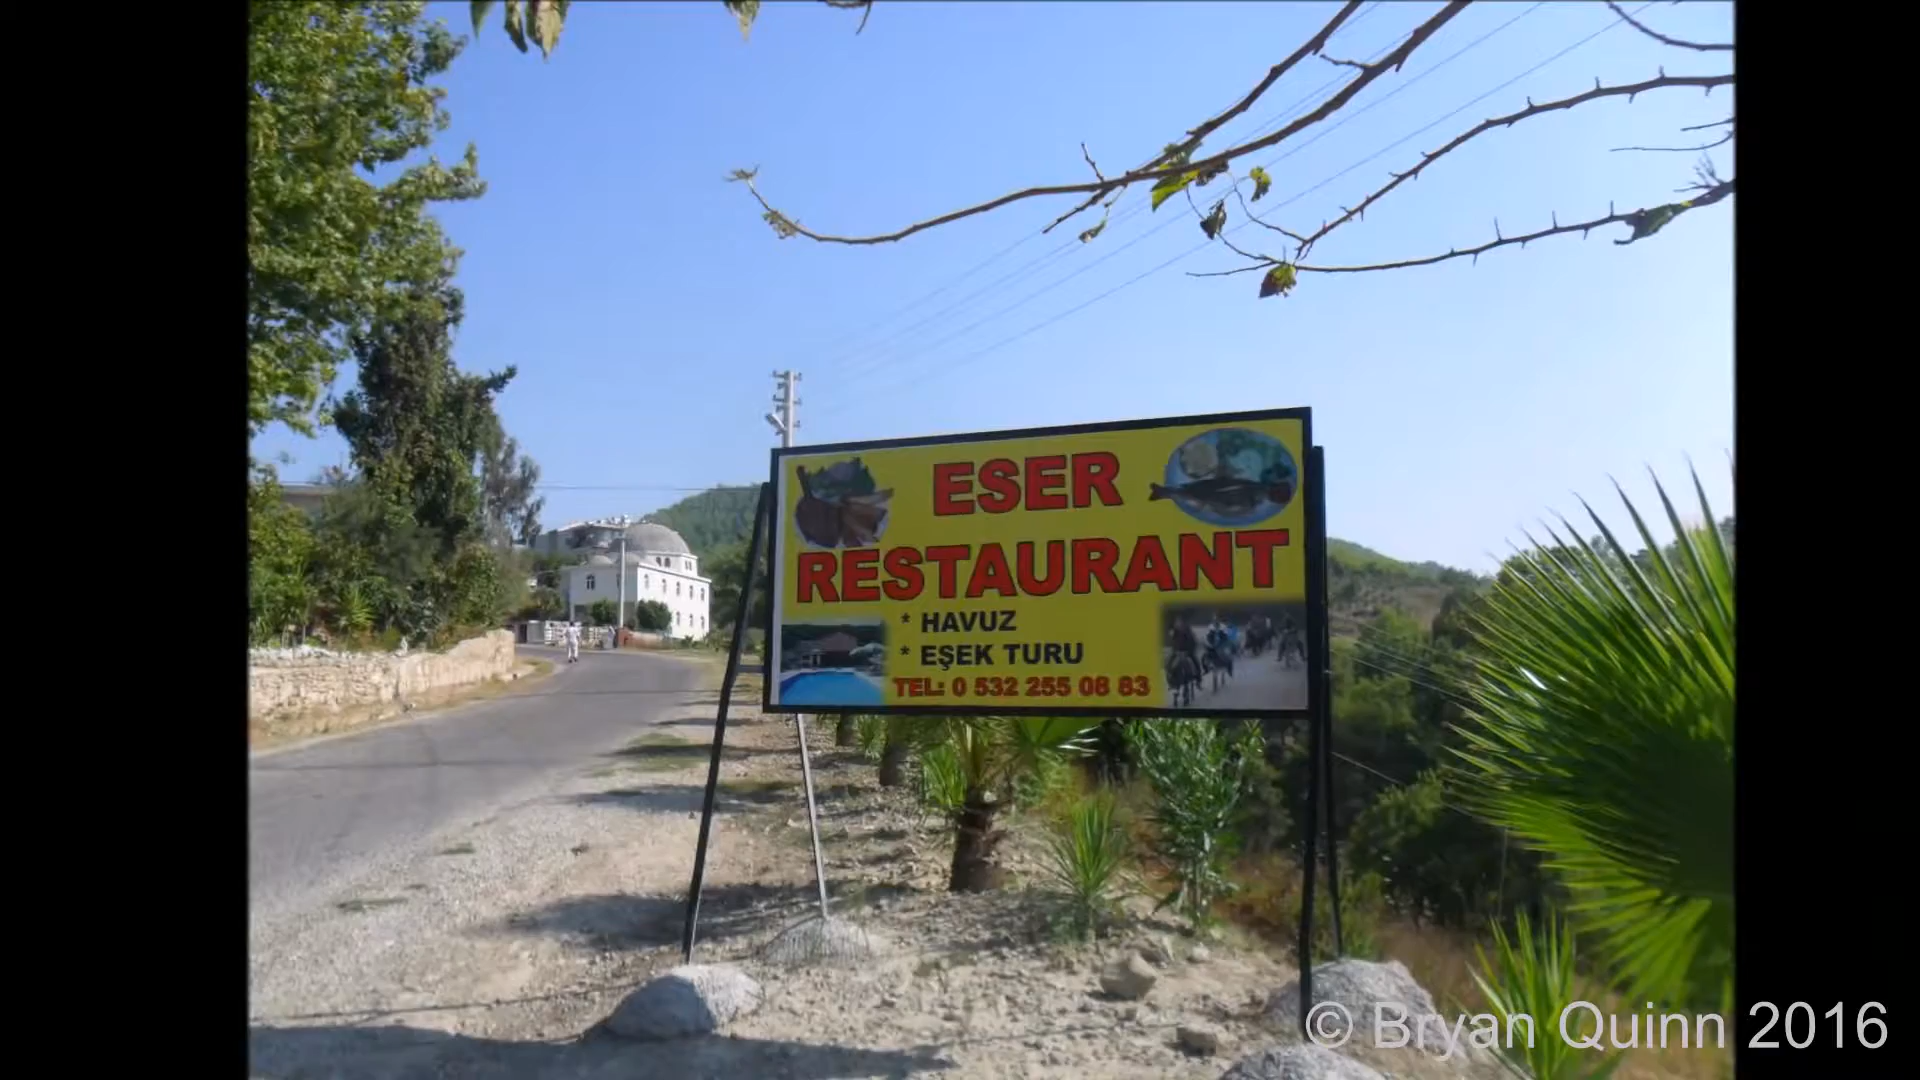 ESER
RESTAURANT
* HAVUZ
* EŞEK TURU
TEL: 0 532 255 08 83
© Bryan Quinn 2016